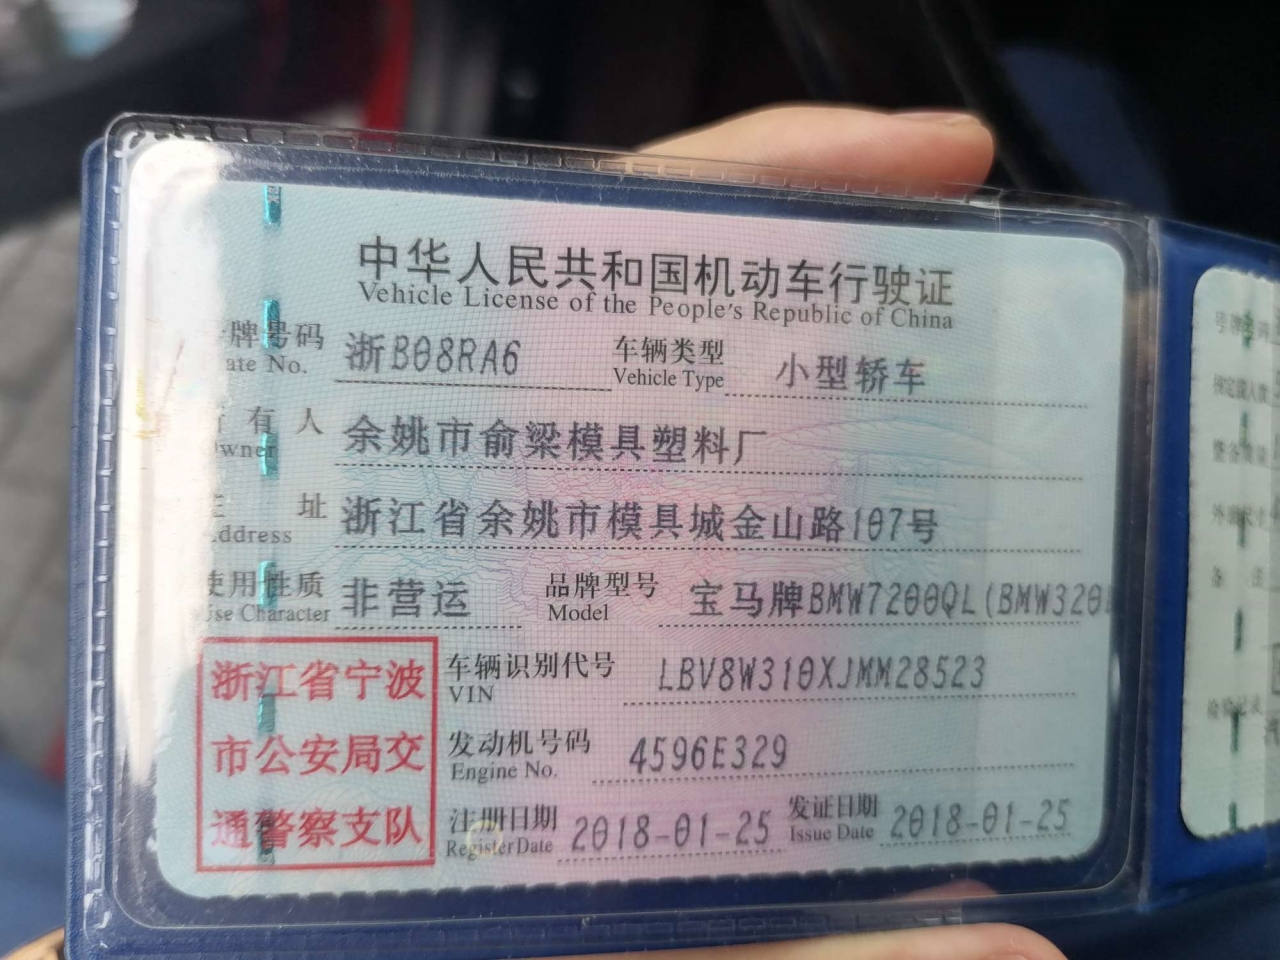 中华人民共和国机动车行驶证
Vehicle License of the People's Republic of China
牌号码 浙B08RA6 车辆类型 小型轿车
ate No. Vehicle Type
有人 余姚市俞梁模具塑料厂
wner
址 浙江省余姚市模具城金山路107号
ddress
使用性质 非营运 品牌型号 宝马牌BMW7200QL(BMW320
Use Character Model
浙江省宁波
市公安局交
通警察支队
车辆识别代号 LBV8W310XJMM28523
VIN
发动机号码 4596E329
Engine No.
注册日期 2018-01-25 发证日期 2018-01-25
Register Date Issue Date